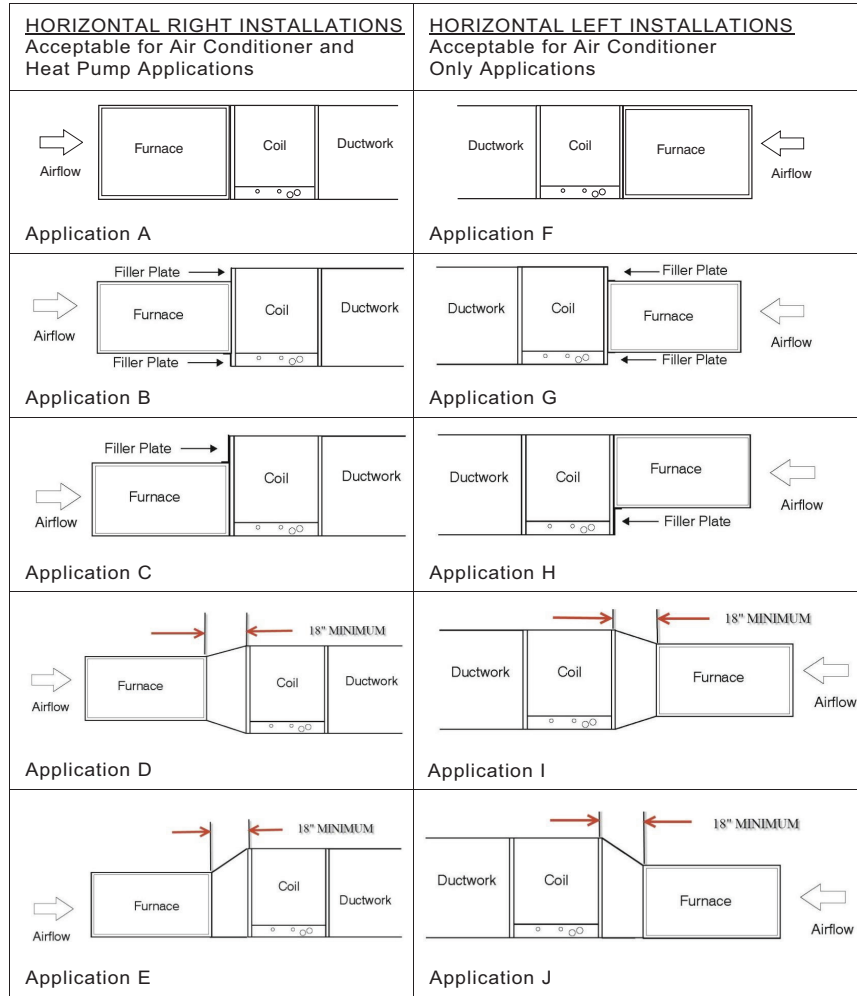 HORIZONTAL RIGHT INSTALLATIONS
Acceptable for Air Conditioner and
Heat Pump Applications
HORIZONTAL LEFT INSTALLATIONS
Acceptable for Air Conditioner
Only Applications
Airflow
Furnace
Coil
Ductwork
Application A
Ductwork
Coil
Furnace
Airflow
Application F
Filler Plate
Airflow
Furnace
Coil
Ductwork
Filler Plate
Application B
Filler Plate
Ductwork
Coil
Furnace
Airflow
Filler Plate
Application G
Filler Plate
Airflow
Furnace
Coil
Ductwork
Application C
Ductwork
Coil
Furnace
Airflow
Filler Plate
Application H
18" MINIMUM
Airflow
Furnace
Coil
Ductwork
Application D
18" MINIMUM
Ductwork
Coil
Furnace
Airflow
Application I
18" MINIMUM
Airflow
Furnace
Coil
Ductwork
Application E
18" MINIMUM
Ductwork
Coil
Furnace
Airflow
Application J